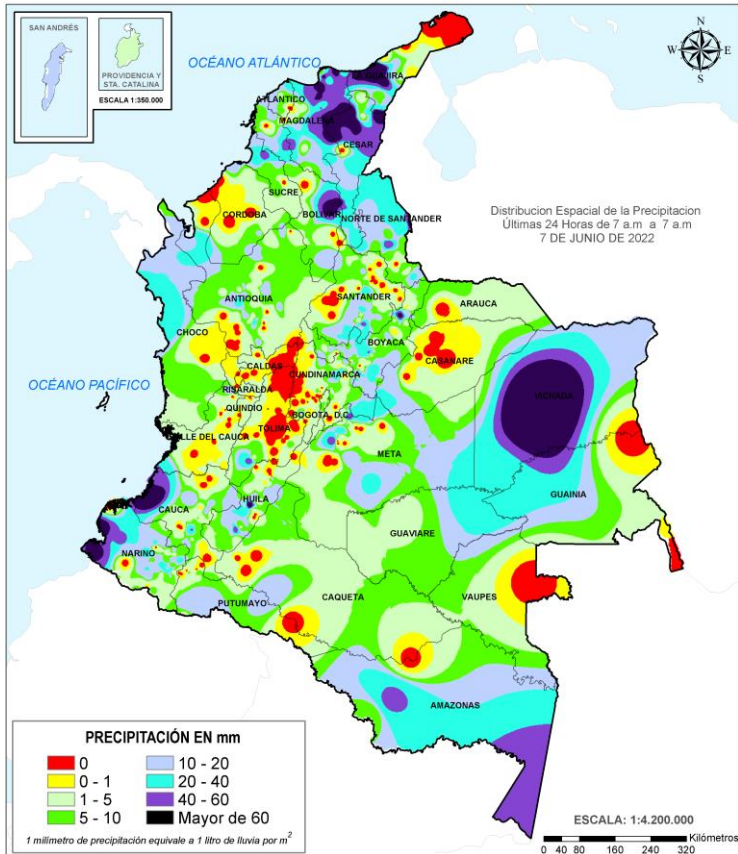 SAN ANDRÉS
PROVIDENCIA Y
STA. CATALINA
ESCALA 1:350.000
OCÉANO ATLÁNTICO
N
W E
S
LA GUAJIRA
ATLANTICO
MAGDALENA
CESAR
SUCRE
CORDOBA
BOLIVAR
NORTE DE SANTANDER
Distribucion Espacial de la Precipitacion
Últimas 24 Horas de 7 a.m a 7 a.m
7 DE JUNIO DE 2022
ANTIOQUIA
SANTANDER
ARAUCA
CHOCO
BOYACA
CASANARE
CALDAS
CUNDINAMARCA
OCÉANO PACÍFICO
RISARALDA
VICHADA
QUINDIO
BOGOTA, D.C.
TOLIMA
VALLE DEL CAUCA
META
GUAINIA
HUILA
CAUCA
GUAVIARE
NARINO
CAQUETA
VAUPES
PUTUMAYO
AMAZONAS
PRECIPITACIÓN EN mm
0
0 - 1
1 - 5
5 - 10
10 - 20
20 - 40
40 - 60
Mayor de 60
1 milímetro de precipitación equivale a 1 litro de lluvia por m²
ESCALA: 1:4.200.000
Kilómetros
0 40 80 160 240 320